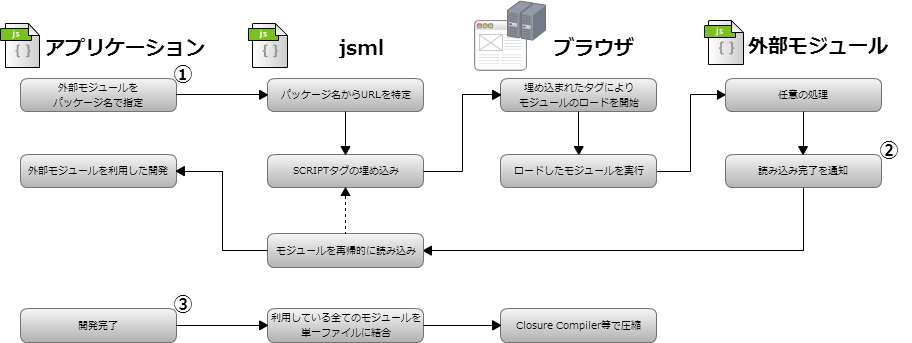 js
{ }
アプリケーション
js
{ }
jsml
ブラウザ
js
{ }
外部モジュール
①
外部モジュールを
パッケージ名で指定
パッケージ名からURLを特定
埋め込まれたタグにより
モジュールのロードを開始
任意の処理
外部モジュールを利用した開発
SCRIPTタグの埋め込み
ロードしたモジュールを実行
②
読み込み完了を通知
モジュールを再帰的に読み込み
③
開発完了
利用している全てのモジュールを
単一ファイルに結合
Closure Compiler等で圧縮